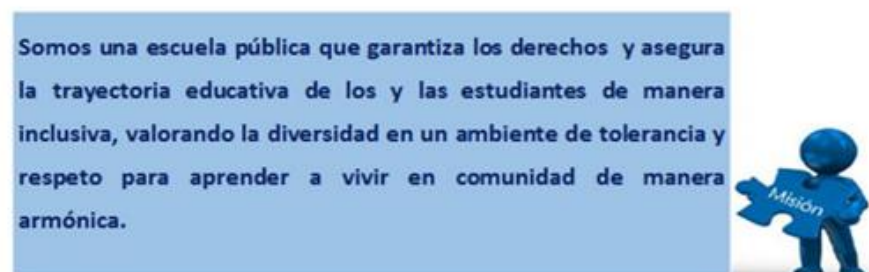 Somos una escuela pública que garantiza los derechos y asegura
la trayectoria educativa de los y las estudiantes de manera
inclusiva, valorando la diversidad en un ambiente de tolerancia y
respeto para aprender a vivir en comunidad de manera
armónica.
Misión